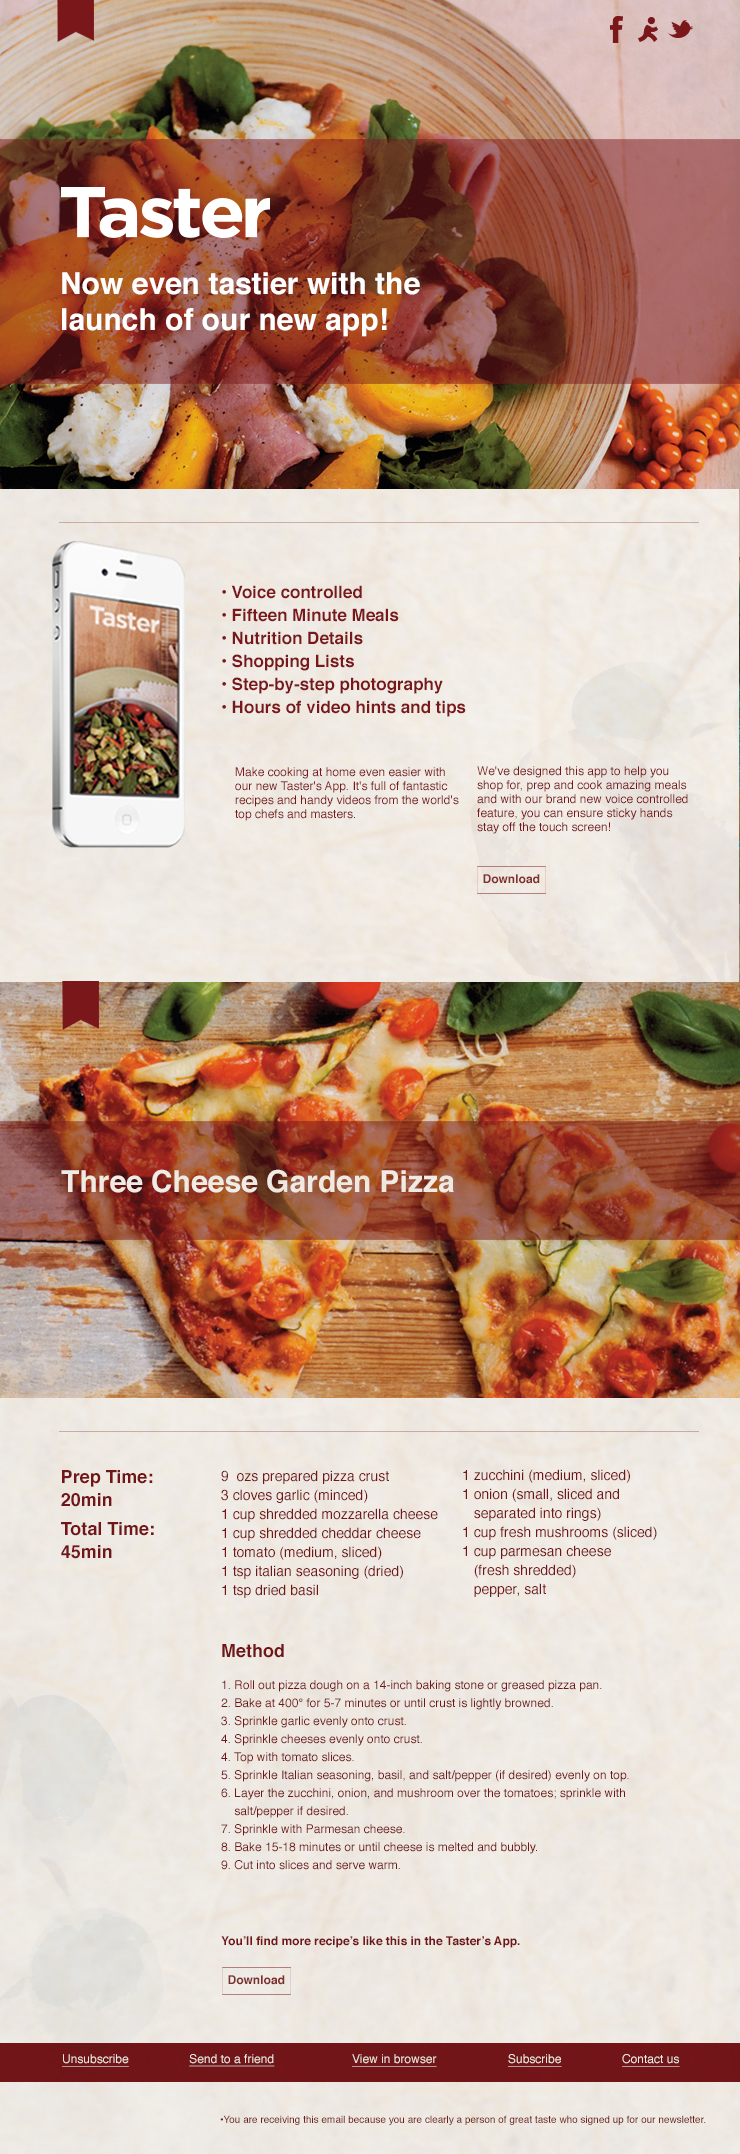 Taster
Now even tastier with the
launch of our new app!
Taster
• Voice controlled
• Fifteen Minute Meals
• Nutrition Details
• Shopping Lists
• Step-by-step photography
• Hours of video hints and tips
Make cooking at home even easier with
our new Taster's App. It's full of fantastic
recipes and handy videos from the world's
top chefs and masters.
We've designed this app to help you
shop for, prep and cook amazing meals
and with our brand new voice controlled
feature, you can ensure sticky hands
stay off the touch screen!
Download
Three Cheese Garden Pizza
Prep Time:
20min
Total Time:
45min
9 ozs prepared pizza crust
3 cloves garlic (minced)
1 cup shredded mozzarella cheese
1 cup shredded cheddar cheese
1 tomato (medium, sliced)
1 tsp italian seasoning (dried)
1 tsp dried basil
1 zucchini (medium, sliced)
1 onion (small, sliced and
separated into rings)
1 cup fresh mushrooms (sliced)
1 cup parmesan cheese
(fresh shredded)
pepper, salt
Method
1. Roll out pizza dough on a 14-inch baking stone or greased pizza pan.
2. Bake at 400° for 5-7 minutes or until crust is lightly browned.
3. Sprinkle garlic evenly onto crust.
4. Sprinkle cheeses evenly onto crust.
4. Top with tomato slices.
5. Sprinkle Italian seasoning, basil, and salt/pepper (if desired) evenly on top.
6. Layer the zucchini, onion, and mushroom over the tomatoes; sprinkle with
salt/pepper if desired.
7. Sprinkle with Parmesan cheese.
8. Bake 15-18 minutes or until cheese is melted and bubbly.
9. Cut into slices and serve warm.
You'll find more recipe's like this in the Taster's App.
Download
Unsubscribe Send to a friend View in browser Subscribe Contact us
•You are receiving this email because you are clearly a person of great taste who signed up for our newsletter.